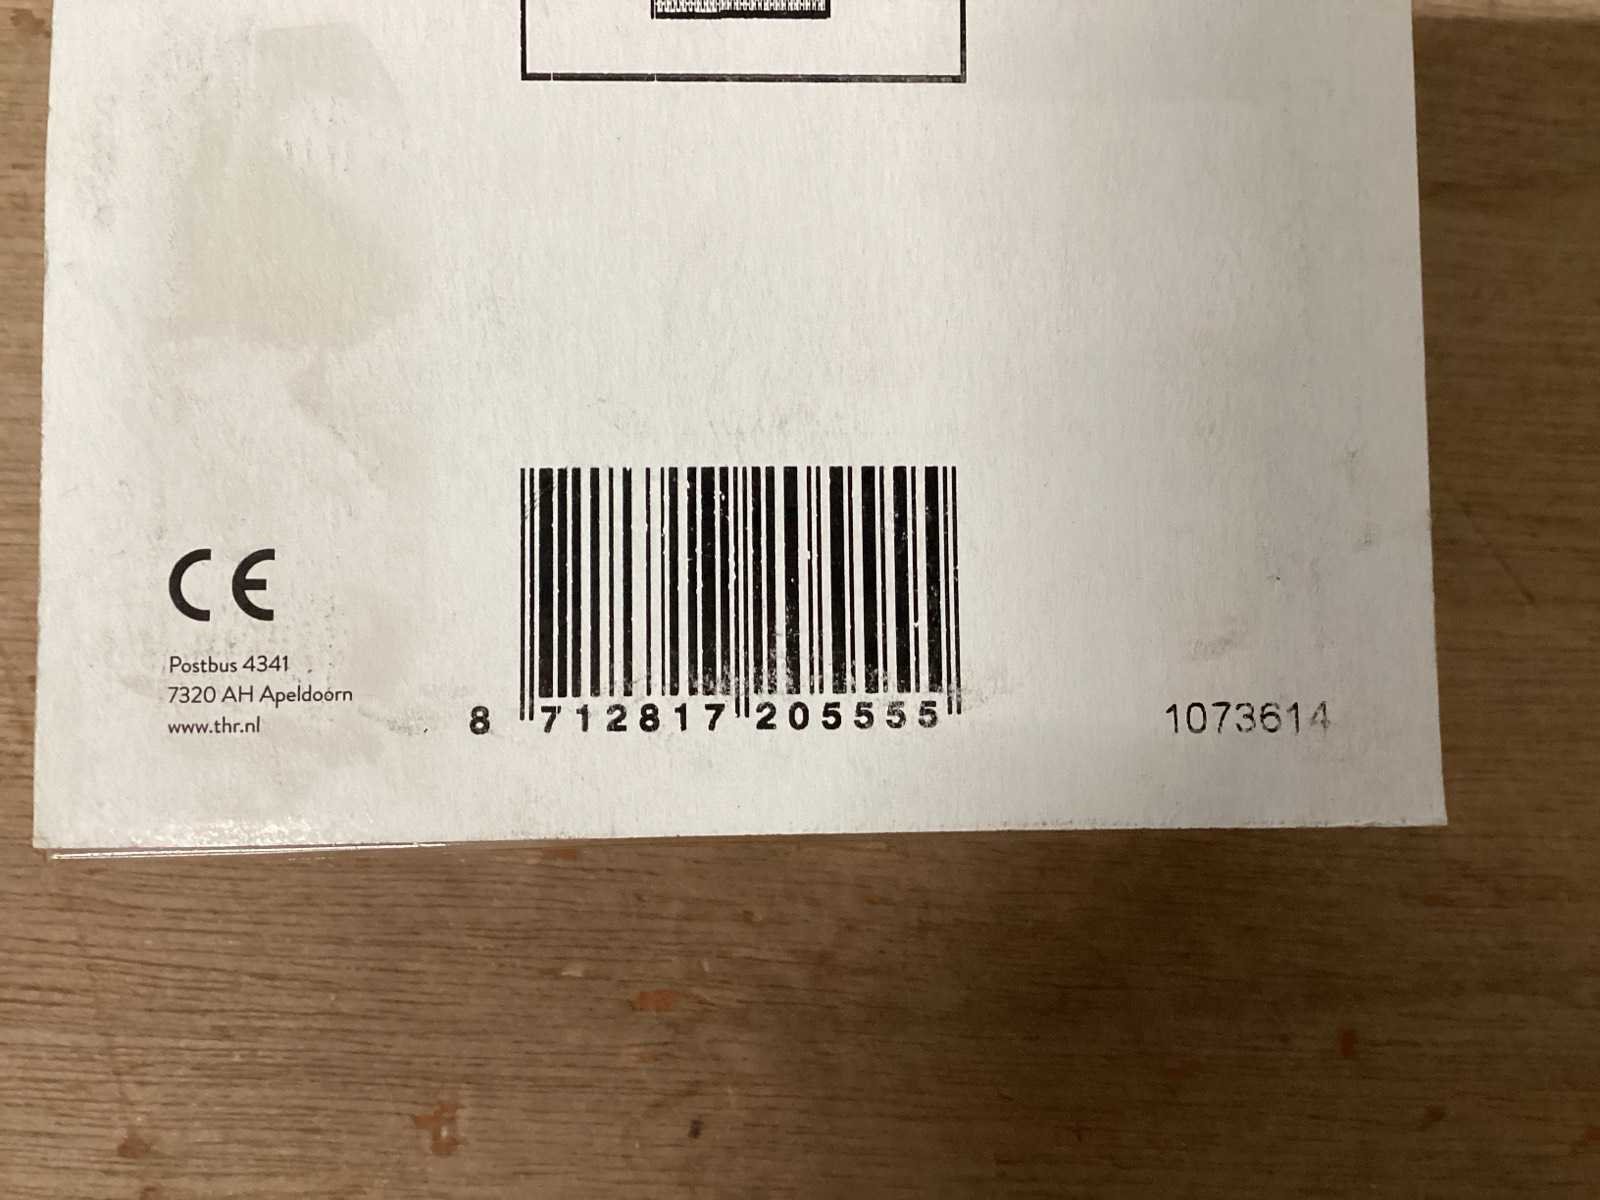 CE
Postbus 4341
7320 AH Apeldoorn
www.thr.nl
8 712817 205555
1073614